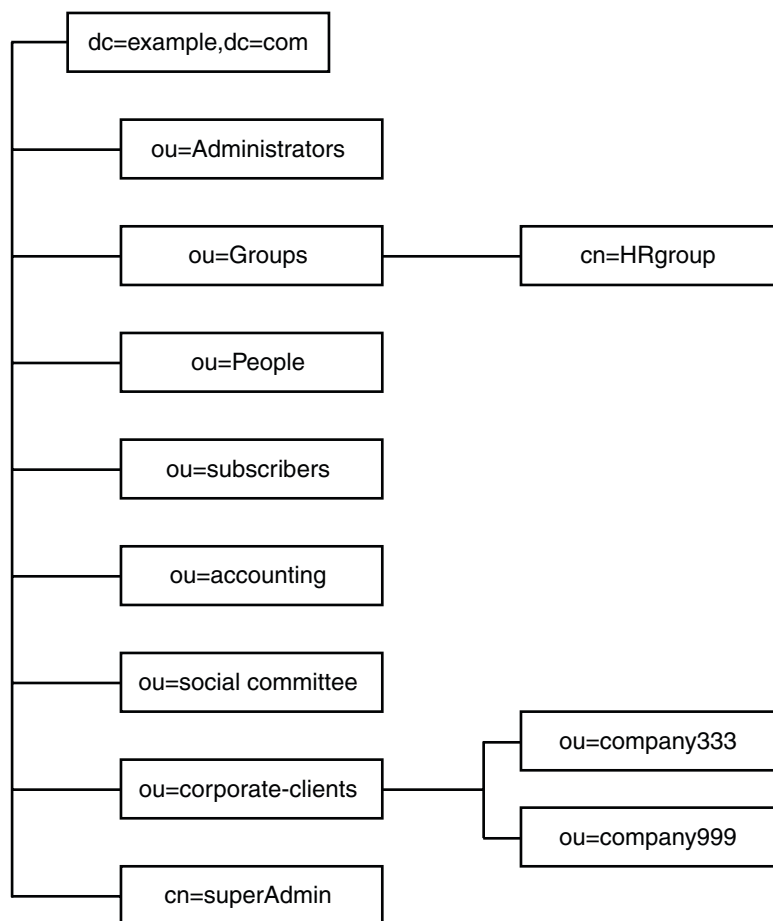 dc=example,dc=com
ou=Administrators
ou=Groups
cn=HRgroup
ou=People
ou=subscribers
ou=accounting
ou=social committee
ou=corporate-clients
ou=company333
ou=company999
cn=superAdmin